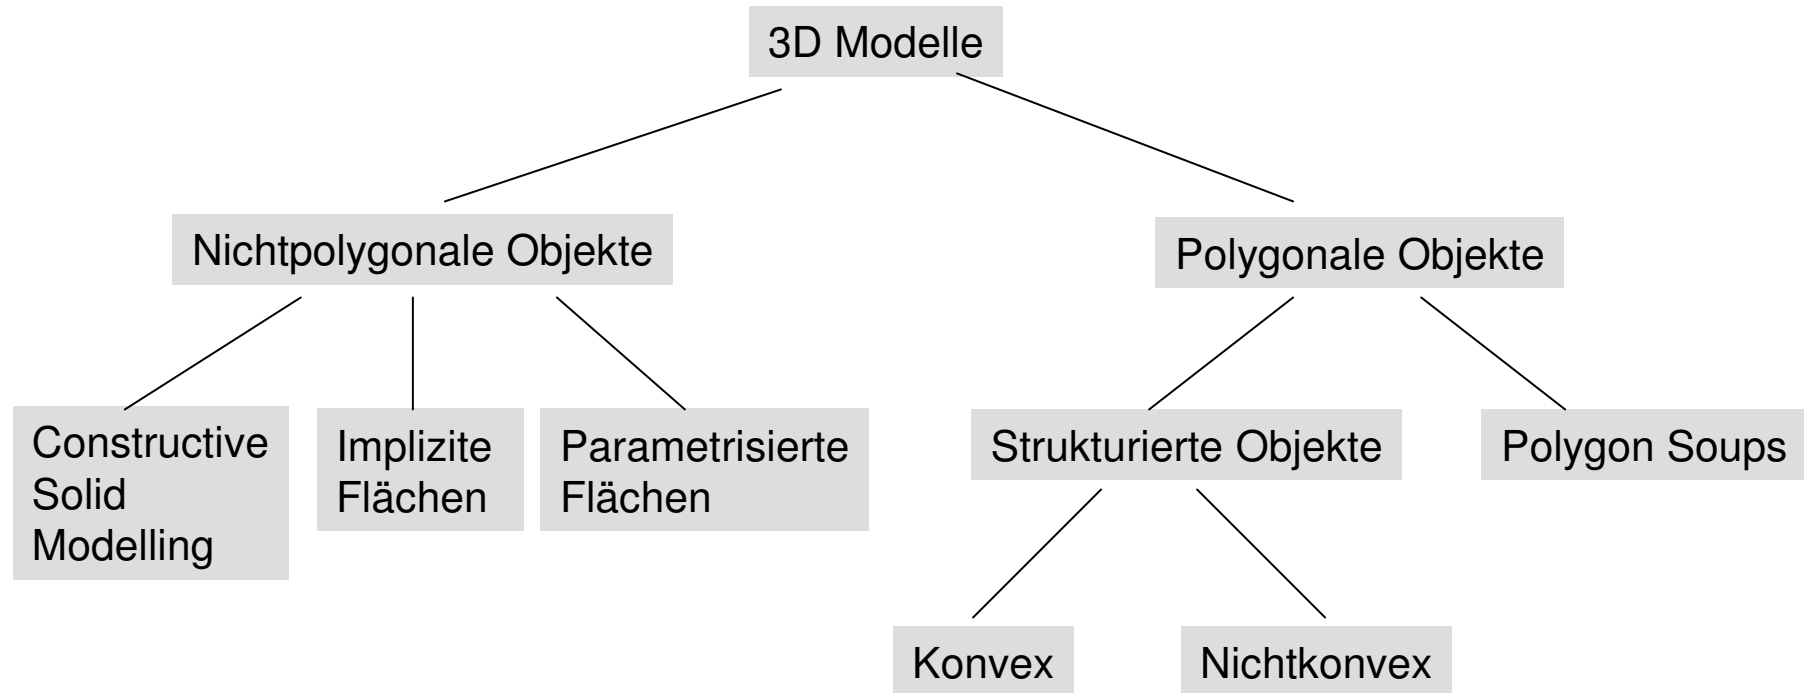 3D Modelle
Nichtpolygonale Objekte
Polygonale Objekte
Constructive
Solid
Modelling
Implizite
Flächen
Parametrisierte
Flächen
Strukturierte Objekte
Polygon Soups
Konvex
Nichtkonvex